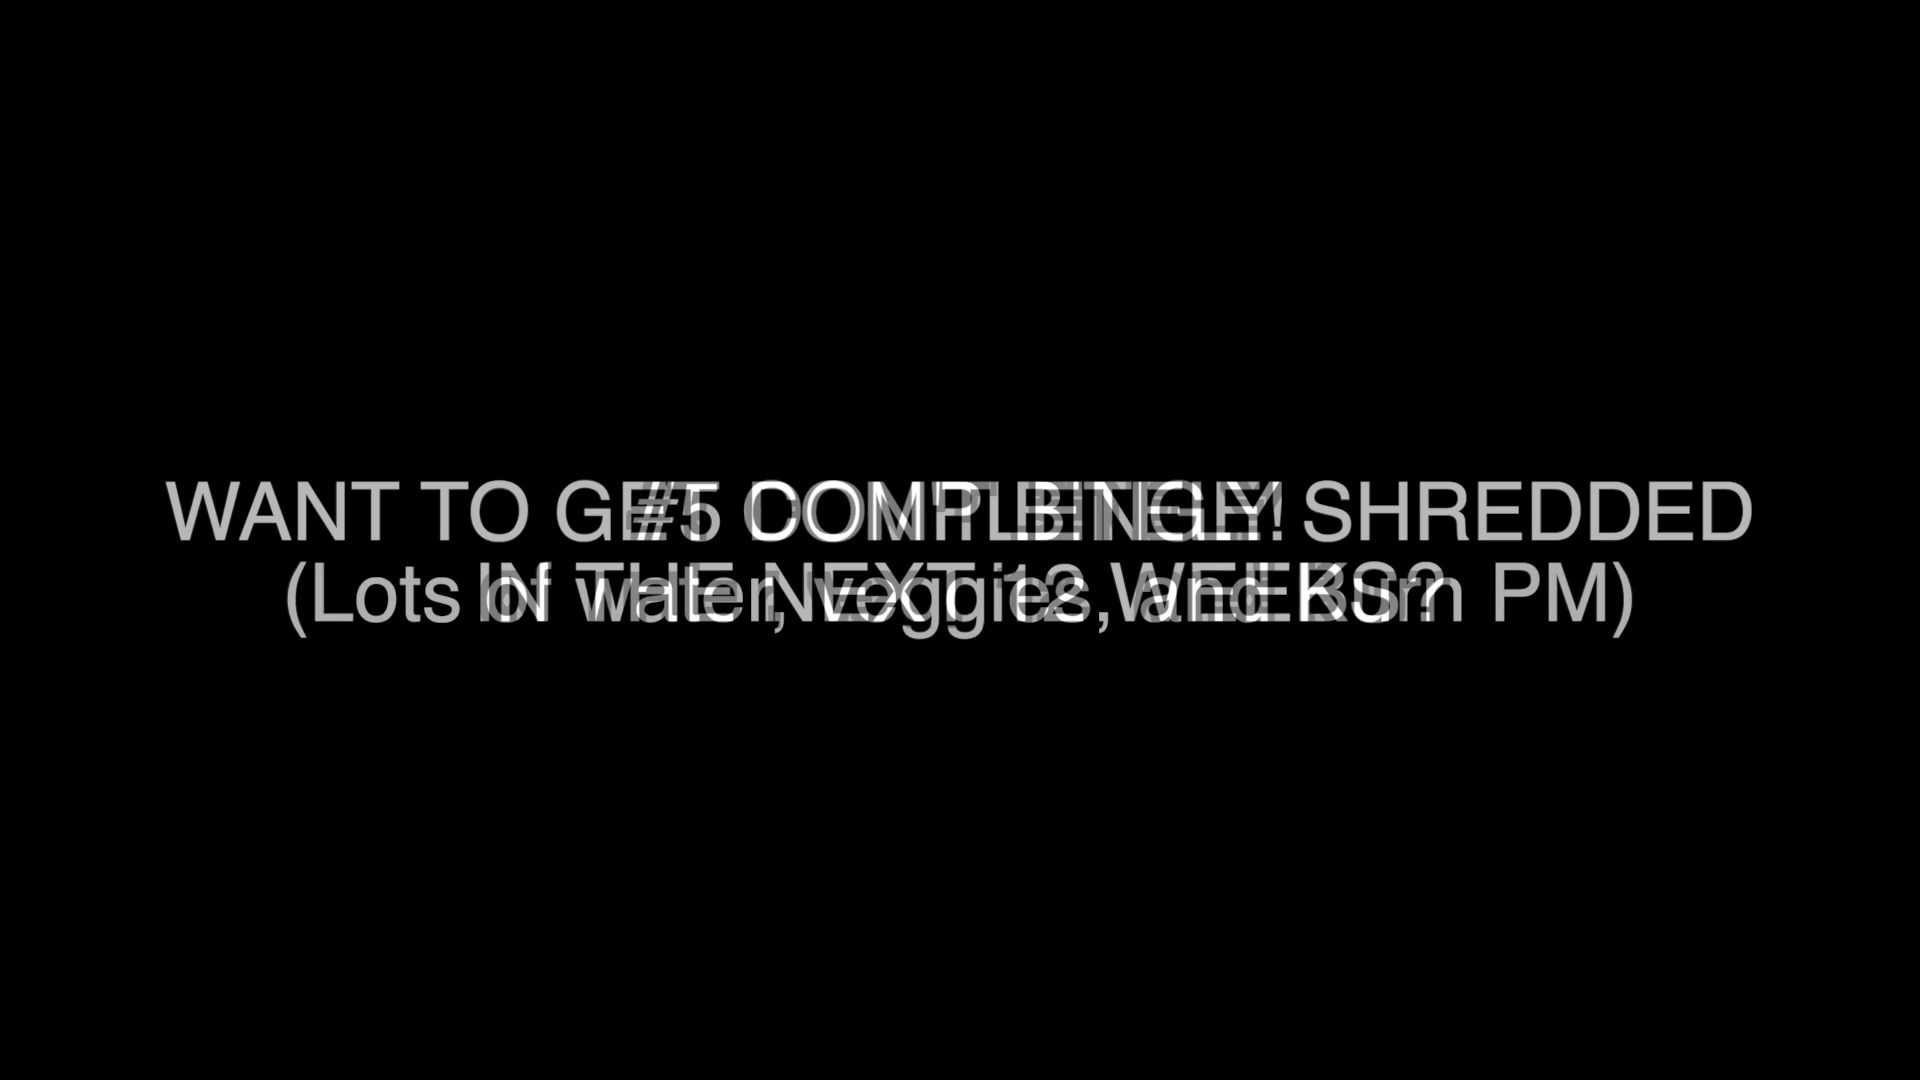 WANT TO GET COMPLETELY SHREDDED
IN THE NEXT 12 WEEKS?
#5 DON'T BINGE!
(Lots of water, veggies, and Kurn PM)